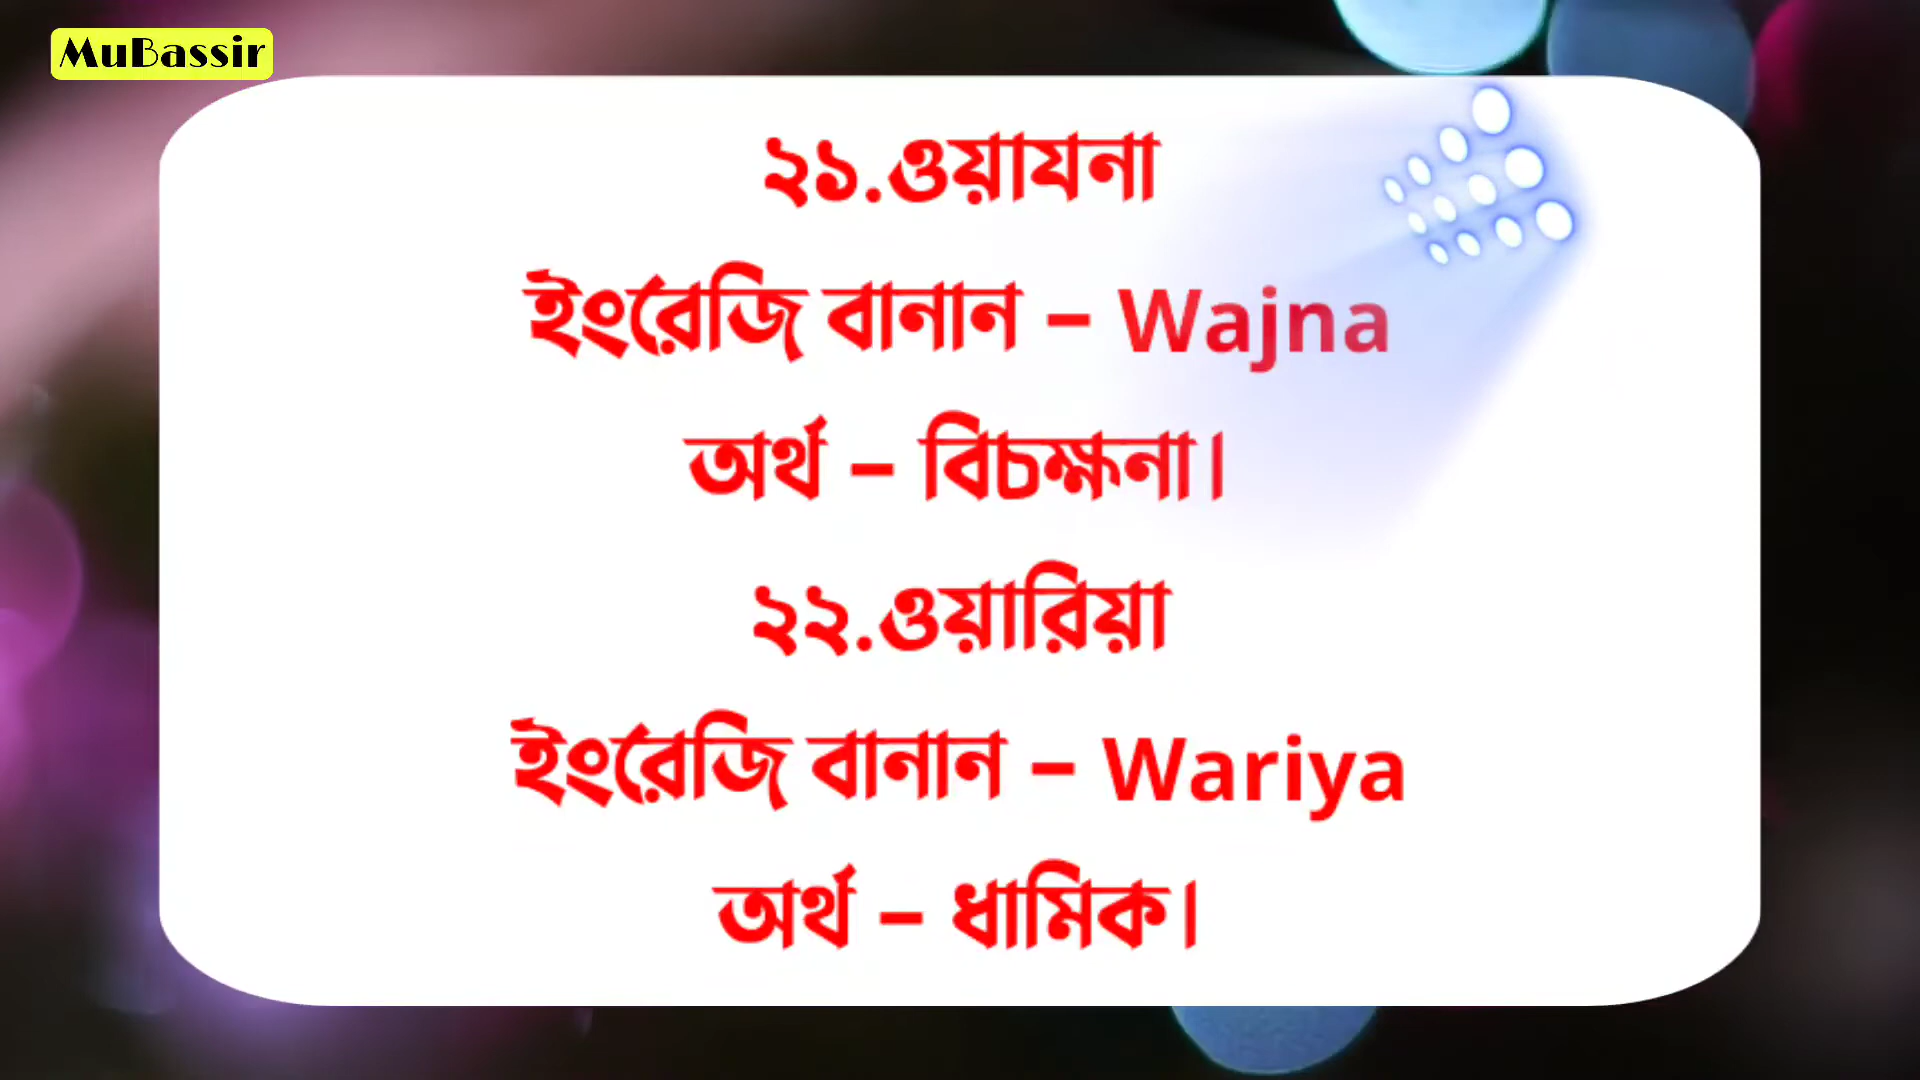 MuBassir
২১.ওয়াযনা
ইংরেজি বানান – Wajna
অর্থ – বিচক্ষনা।
২২.ওয়ারিয়া
ইংরেজি বানান – Wariya
অর্থ – ধামিক।